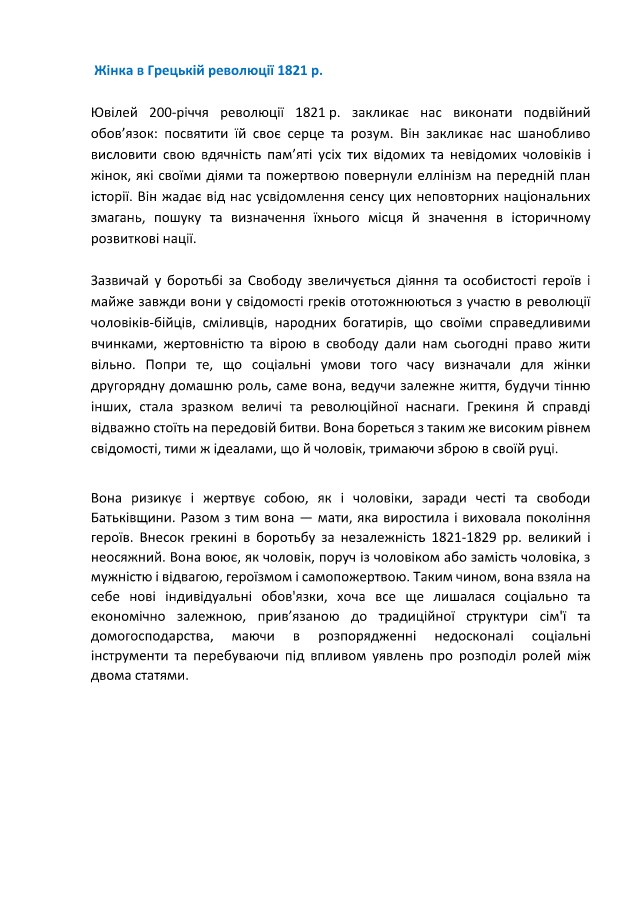 Жінка в Грецькій революції 1821 р.
Ювілей 200-річчя революції 1821 р. закликає нас виконати подвійний
обов’язок: посвятити їй своє серце та розум. Він закликає нас шанобливо
висловити свою вдячність пам’яті усіх тих відомих та невідомих чоловіків і
жінок, які своїми діями та пожертвою повернули еллінізм на передній план
історії. Він жадає від нас усвідомлення сенсу цих неповторних національних
змагань, пошуку та визначення їхнього місця й значення в історичному
розвиткові нації.
Зазвичай у боротьбі за Свободу звеличується діяння та особистості героїв і
майже завжди вони у свідомості греків ототожнюються з участю в революції
чоловіків-бійців, сміливців, народних богатирів, що своїми справедливими
вчинками, жертовністю та вірою в свободу дали нам сьогодні право жити
вільно. Попри те, що соціальні умови того часу визначали для жінки
другорядну домашню роль, саме вона, ведучи залежне життя, будучи тінню
інших, стала зразком величі та революційної наснаги. Грекиня й справді
відважно стоїть на передовій битви. Вона бореться з таким же високим рівнем
свідомості, тими ж ідеалами, що й чоловік, тримаючи зброю в своїй руці.
Вона ризикує і жертвує собою, як і чоловіки, заради честі та свободи
Батьківщини. Разом з тим вона — мати, яка виростила і виховала покоління
героїв. Внесок грекині в боротьбу за незалежність 1821-1829 рр. великий і
неосяжний. Вона воює, як чоловік, поруч із чоловіком або замість чоловіка, з
мужністю і відвагою, героїзмом і самопожертвою. Таким чином, вона взяла на
себе нові індивідуальні обов'язки, хоча все ще лишалася соціально та
економічно залежною, прив’язаною до традиційної структури сім'ї та
домогосподарства, маючи в розпорядженні недосконалі соціальні
інструменти та перебуваючи під впливом уявлень про розподіл ролей між
двома статями.